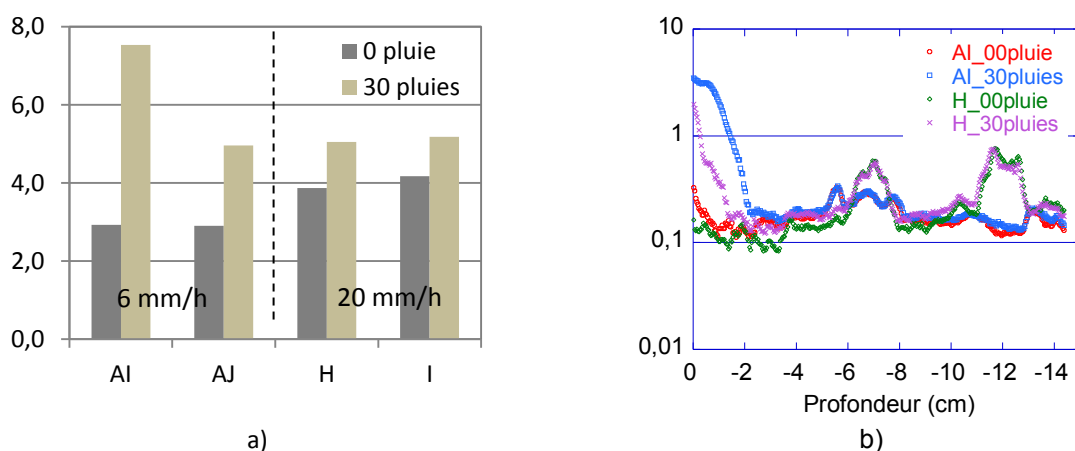 8,0
6,0
4,0
2,0
0,0
0 pluie
30 pluies
6 mm/h
20 mm/h
AI
AJ
H
I
a)
10
1
0,1
0,01
AI_00pluie
AI_30pluies
H_00pluie
H_30pluies
0
-2
-4
-6
-8
-10
-12
-14
Profondeur (cm)
b)